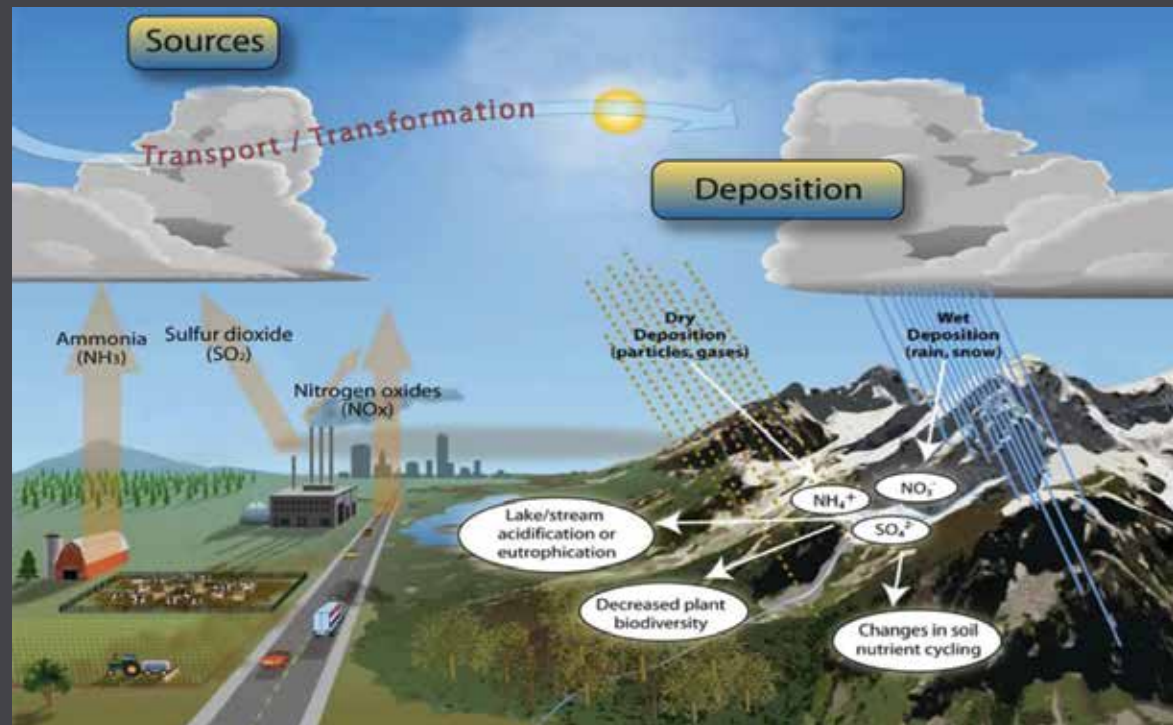 Sources
Transport / Transformation
Deposition
Ammonia
(NH₃)
Sulfur dioxide
(SO₂)
Nitrogen oxides
(NOx)
Dry
Deposition
(particles, gases)
Wet
Deposition
(rain, snow)
NH₄⁺
NO₃⁻
SO₄²⁻
Lake/stream
acidification or
eutrophication
Decreased plant
biodiversity
Changes in soil
nutrient cycling